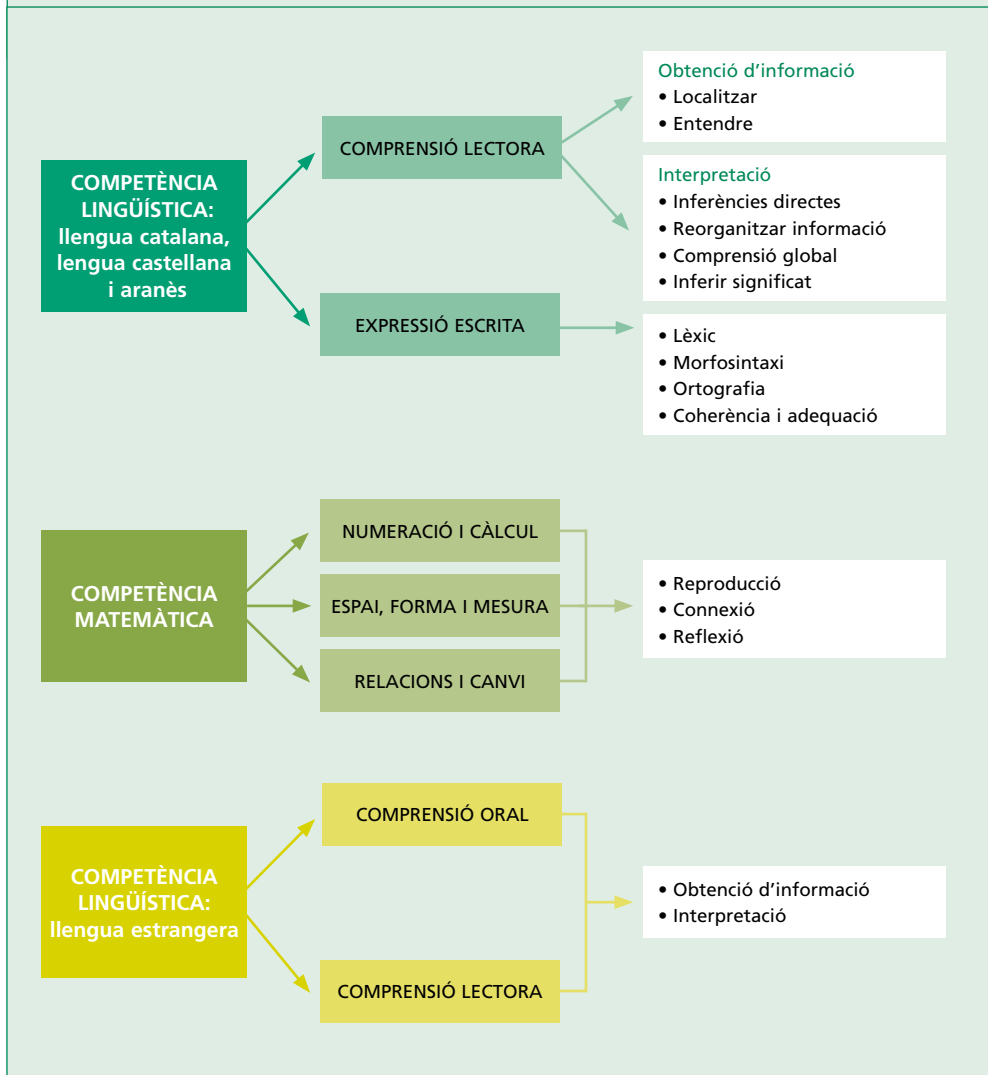 COMPETÈNCIA
LINGÜÍSTICA:
llengua catalana,
lengua castellana
i aranès
COMPRENSIÓ LECTORA
Obtenció d’informació
• Localitzar
• Entendre
Interpretació
• Inferències directes
• Reorganitzar informació
• Comprensió global
• Inferir significat
EXPRESSIÓ ESCRITA
• Lèxic
• Morfosintaxi
• Ortografia
• Coherència i adequació
COMPETÈNCIA
MATEMÀTICA
NUMERACIÓ I CÀLCUL
ESPAI, FORMA I MESURA
RELACIONS I CANVI
• Reproducció
• Connexió
• Reflexió
COMPETÈNCIA
LINGÜÍSTICA:
llengua estrangera
COMPRENSIÓ ORAL
COMPRENSIÓ LECTORA
• Obtenció d’informació
• Interpretació